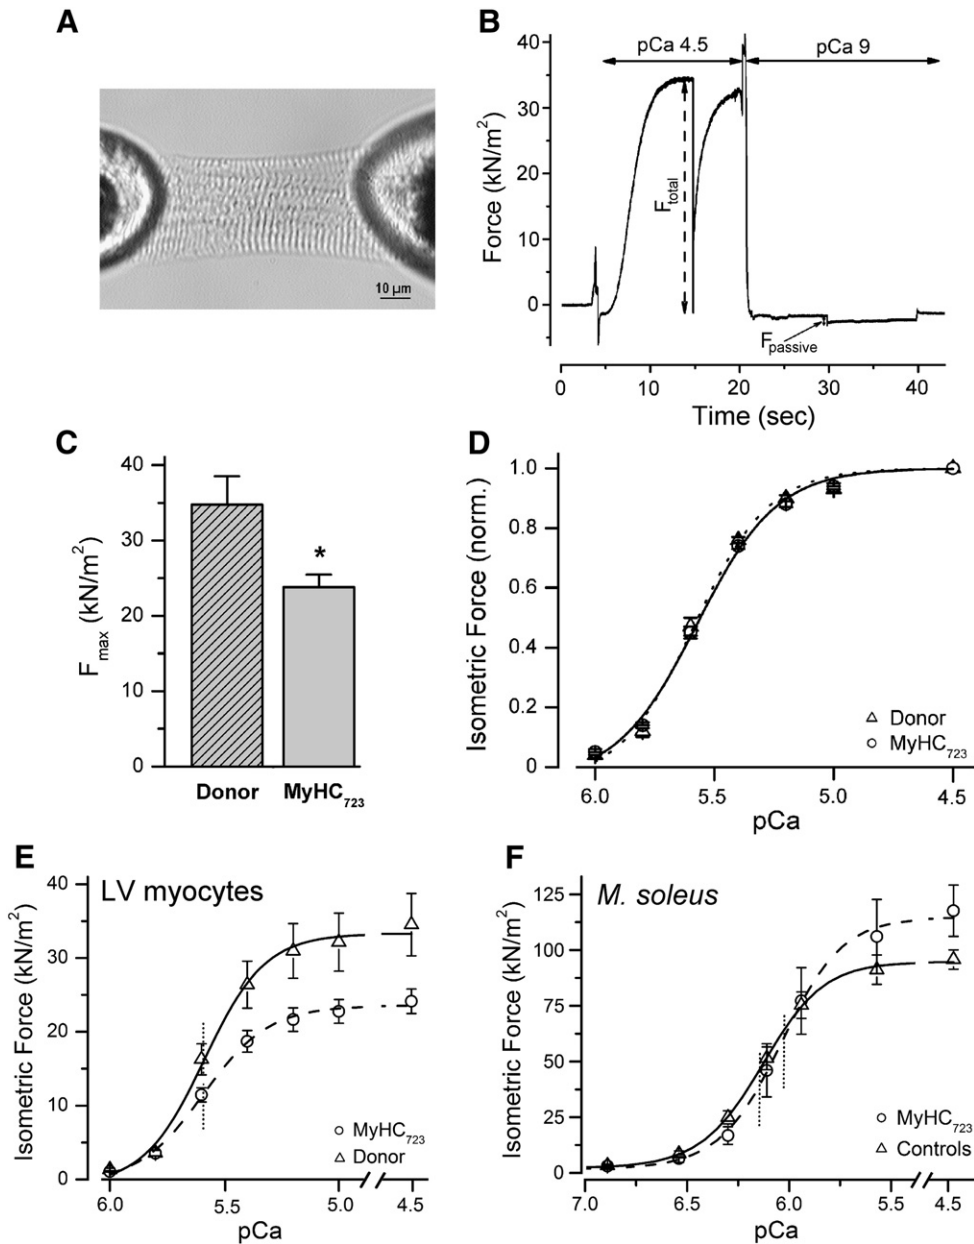 A
10 µm
B
Force (kN/m²)
40
30
20
10
0
pCa 4.5
pCa 9
F_total
F_passive
0
10
20
30
40
Time (sec)
C
F_max (kN/m²)
40
30
20
10
0
*
Donor
MyHC₇₂₃
D
Isometric Force (norm.)
1.0
0.8
0.6
0.4
0.2
0
Donor
MyHC₇₂₃
6.0
5.5
5.0
4.5
pCa
E
LV myocytes
Isometric Force (kN/m²)
40
30
20
10
0
MyHC₇₂₃
Donor
6.0
5.5
5.0
4.5
pCa
F
M. soleus
Isometric Force (kN/m²)
125
100
75
50
25
0
MyHC₇₂₃
Controls
7.0
6.5
6.0
5.5
4.5
pCa